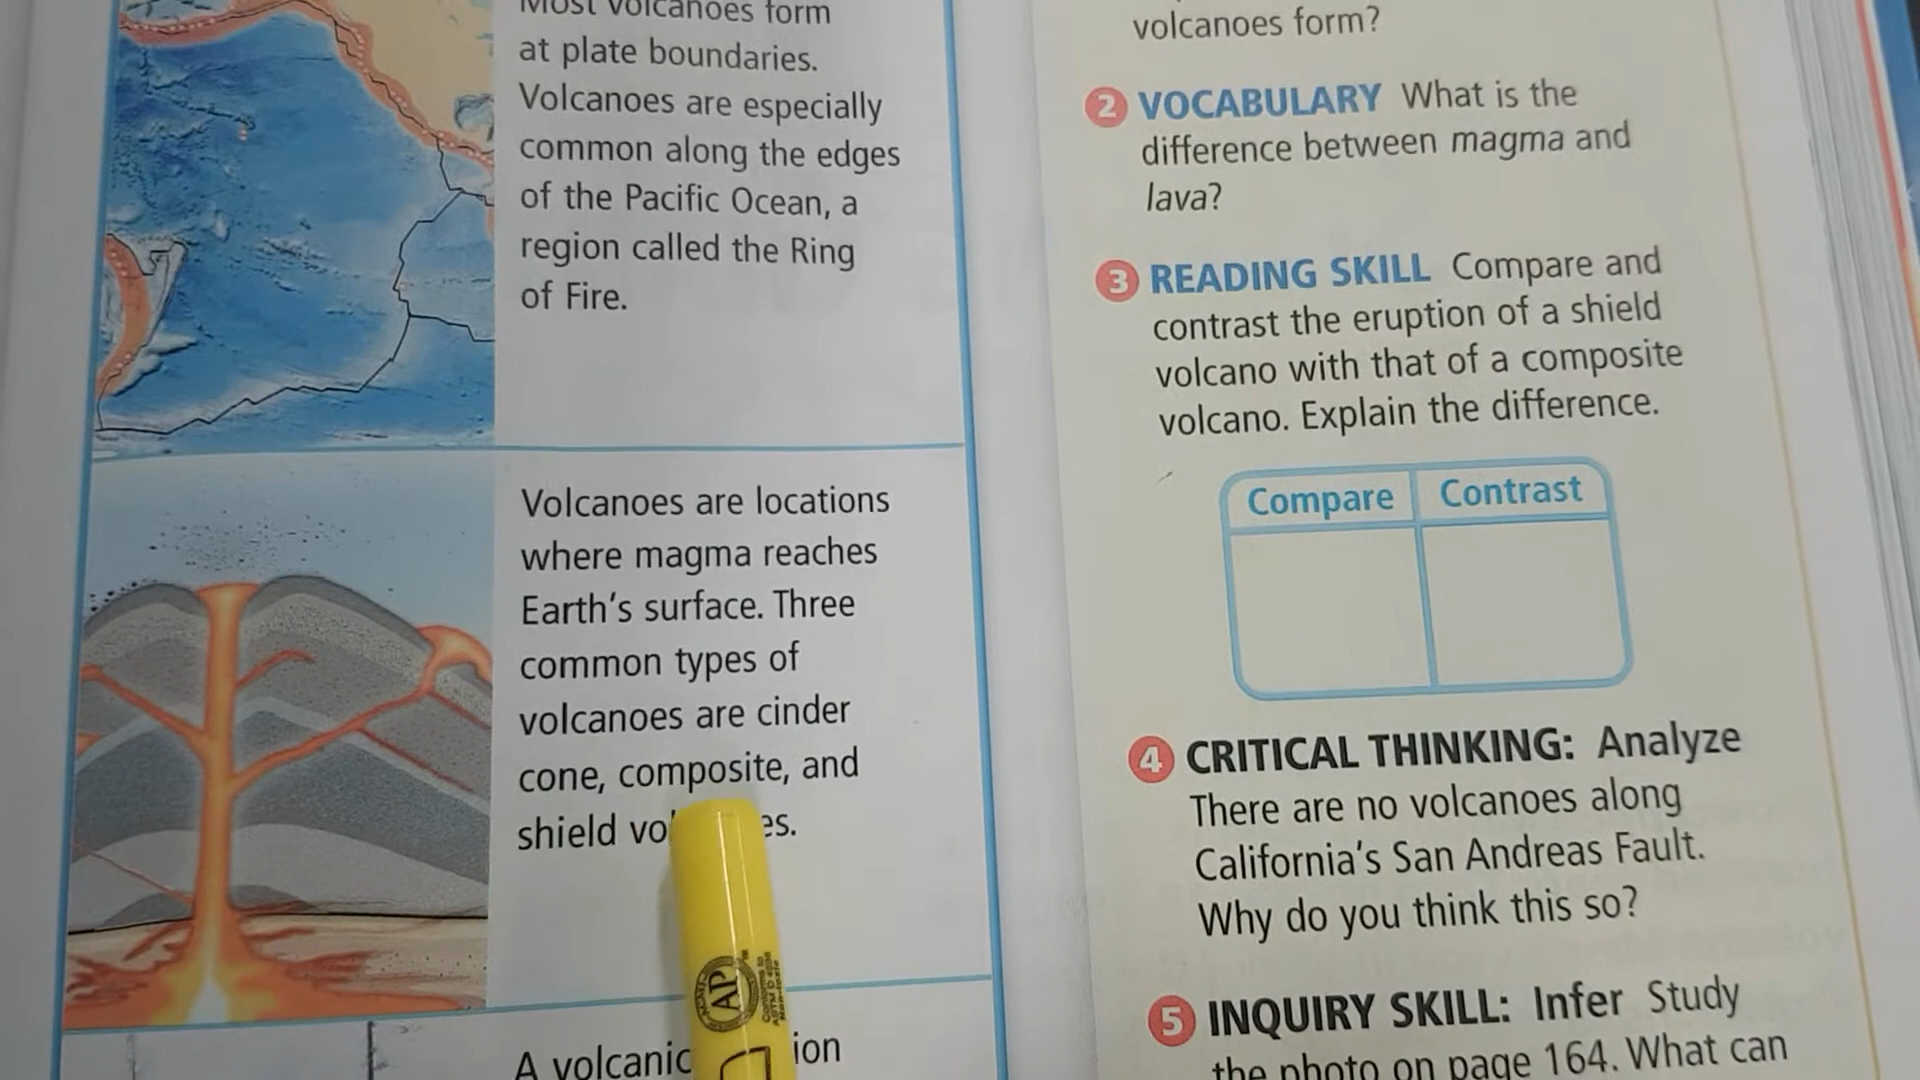 Most volcanoes form
at plate boundaries.
Volcanoes are especially
common along the edges
of the Pacific Ocean, a
region called the Ring
of Fire.
Volcanoes are locations
where magma reaches
Earth's surface. Three
common types of
volcanoes are cinder
cone, composite, and
shield vo es.
A volcanic ion
AP
volcanoes form?
2 VOCABULARY What is the
difference between magma and
lava?
3 READING SKILL Compare and
contrast the eruption of a shield
volcano with that of a composite
volcano. Explain the difference.
Compare Contrast
4 CRITICAL THINKING: Analyze
There are no volcanoes along
California's San Andreas Fault.
Why do you think this so?
5 INQUIRY SKILL: Infer Study
the photo on page 164. What can